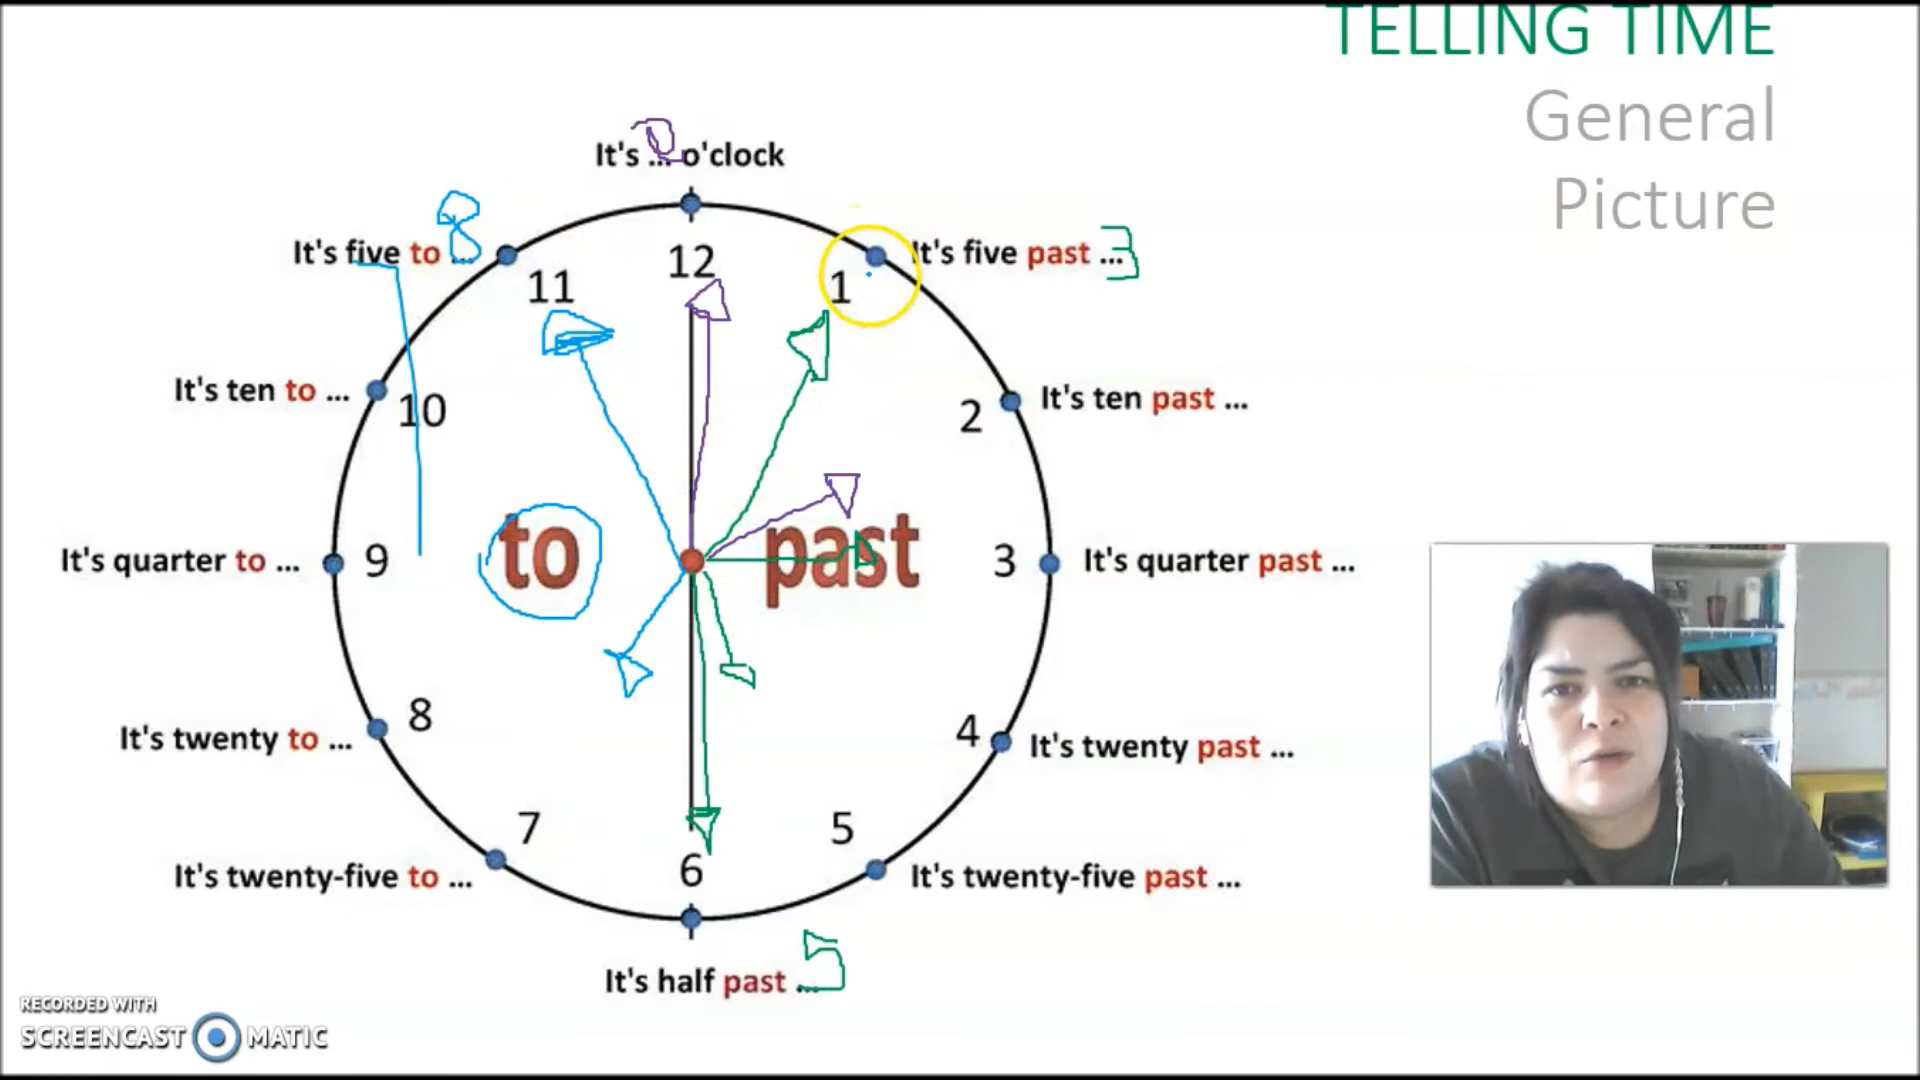 TELLING TIME
General
Picture
It's ... o'clock
It's five to ... 8
It's five past ... 3
12
11
1
It's ten to ...
10
2
It's ten past ...
It's quarter to ...
9
to
past
3
It's quarter past ...
It's twenty to ...
8
4
It's twenty past ...
7
5
It's twenty-five to ...
6
It's twenty-five past ...
It's half past ... 5
RECORDED WITH
SCREENCAST MATIC